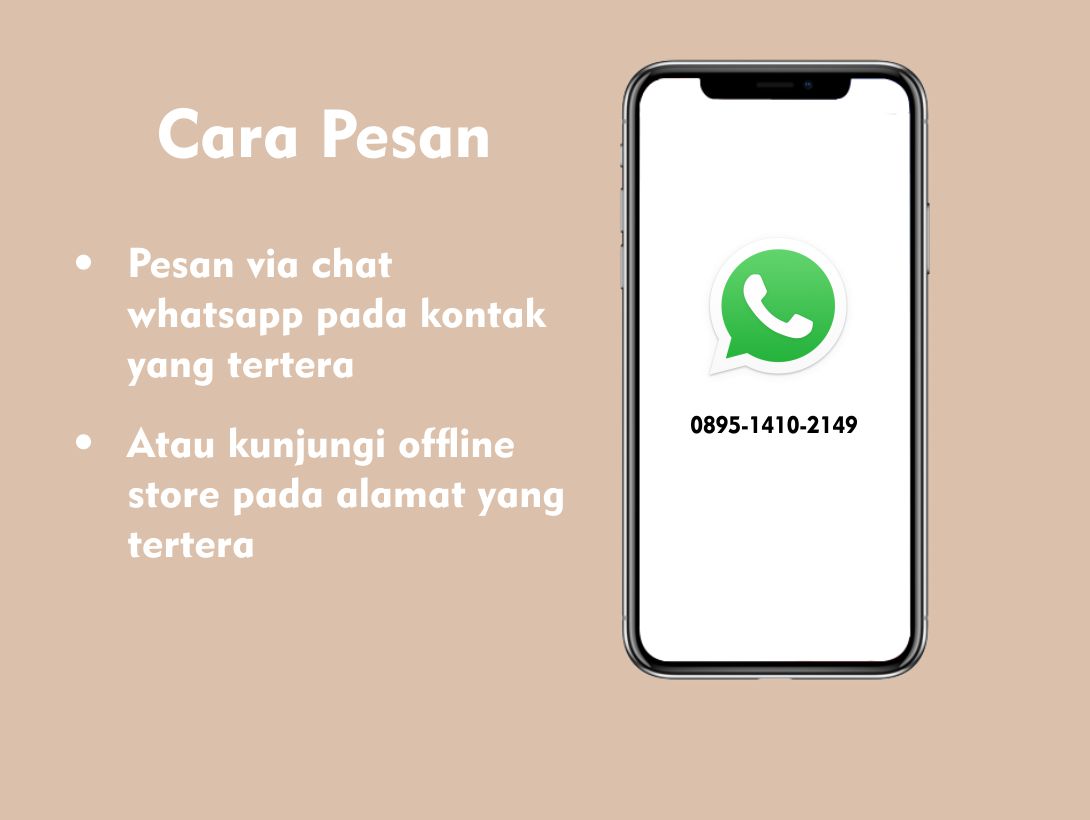 Cara Pesan
• Pesan via chat
whatsapp pada kontak
yang tertera
• Atau kunjungi offline
store pada alamat yang
tertera
0895-1410-2149